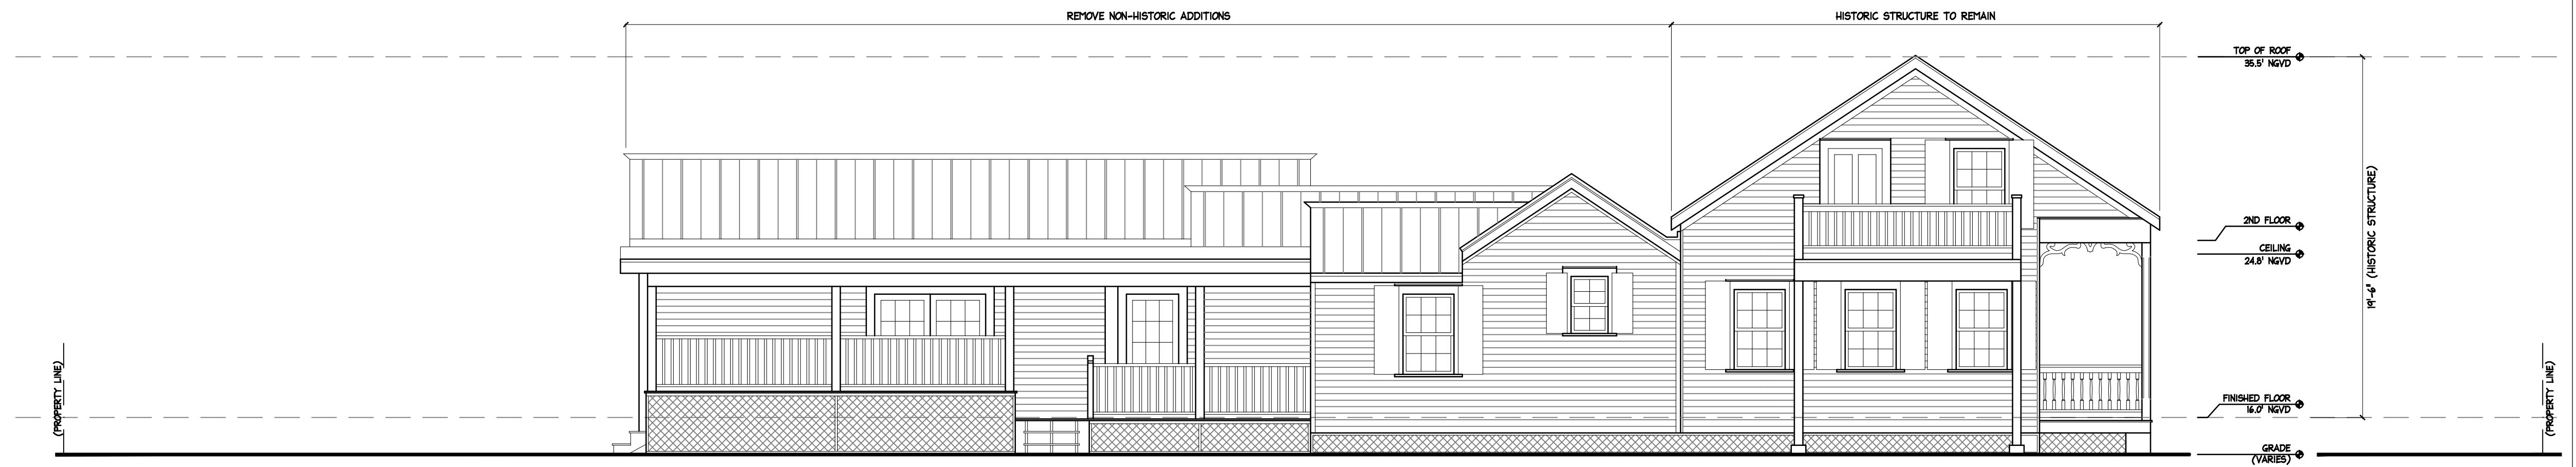 REMOVE NON-HISTORIC ADDITIONS
HISTORIC STRUCTURE TO REMAIN
TOP OF ROOF
35.5' NGVD
2ND FLOOR
CEILING
24.8' NGVD
19'-6" (HISTORIC STRUCTURE)
FINISHED FLOOR
16.0' NGVD
GRADE
(VARIES)
(PROPERTY LINE)
(PROPERTY LINE)